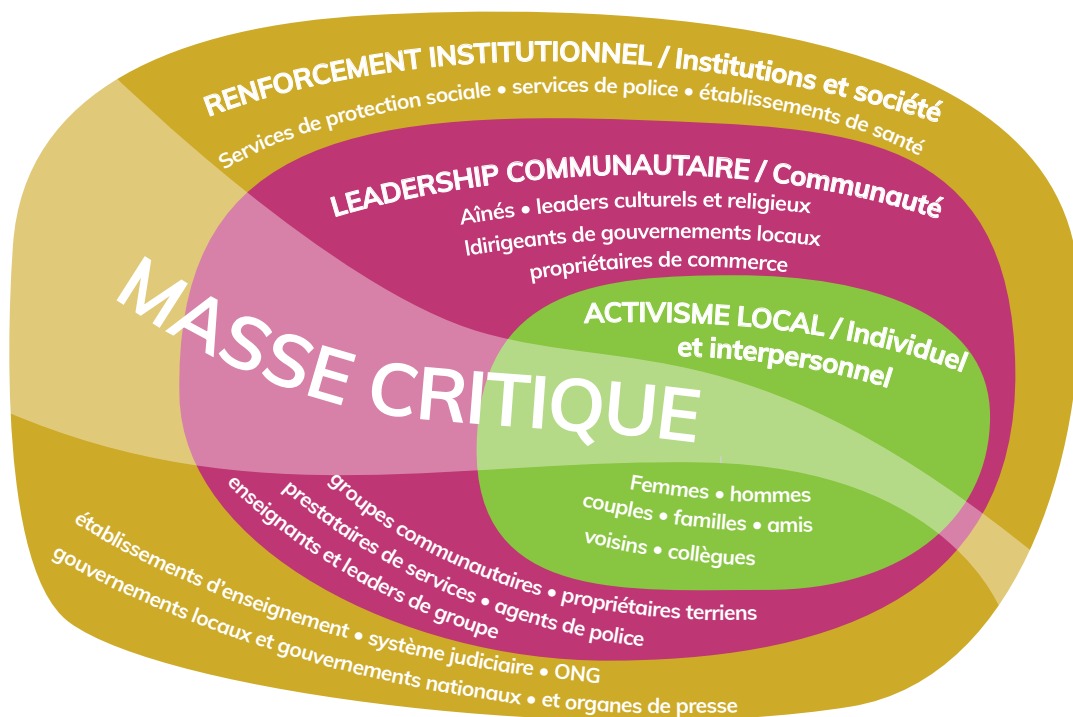 RENFORCEMENT INSTITUTIONNEL / Institutions et société
Services de protection sociale • services de police • établissements de santé
LEADERSHIP COMMUNAUTAIRE / Communauté
Aînés • leaders culturels et religieux
ldirigeants de gouvernements locaux
propriétaires de commerce
ACTIVISME LOCAL / Individuel
et interpersonnel
MASSE CRITIQUE
Femmes • hommes
couples • familles • amis
voisins • collègues
groupes communautaires • propriétaires terriens
prestataires de services • agents de police
enseignants et leaders de groupe
établissements d'enseignement • système judiciaire • ONG
gouvernements locaux et gouvernements nationaux • et organes de presse